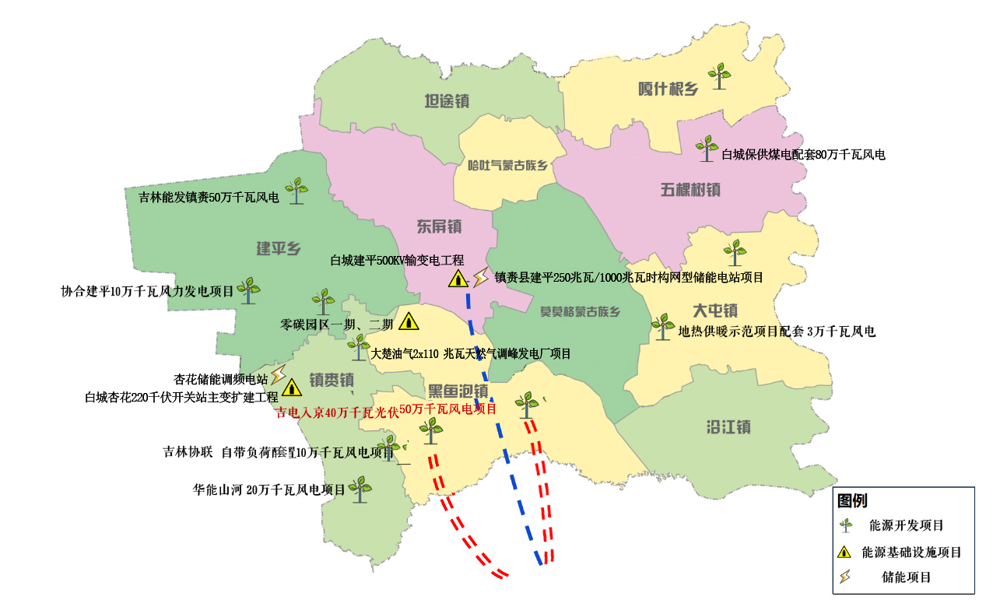 坦途镇
嘎什根乡
哈吐气蒙古族乡
白城保供煤电配套80万千瓦风电
五棵树镇
吉林能发镇赉50万千瓦风电
东屏镇
建平乡
白城建平500KV输变电工程
镇赉县建平250兆瓦/1000兆瓦时构网型储能电站项目
协合建平10万千瓦风力发电项目
莫莫格蒙古族乡
大屯镇
零碳园区一期、二期
地热供暖示范项目配套 3万千瓦风电
大楚油气2x110 兆瓦天然气调峰发电厂项目
杏花储能调频电站
镇赉镇
黑鱼泡镇
白城杏花220千伏开关站主变扩建工程
吉电入京40万千瓦光伏50万千瓦风电项目
沿江镇
吉林协联 自带负荷配套10万千瓦风电项目
华能山河 20万千瓦风电项目
图例
能源开发项目
能源基础设施项目
储能项目